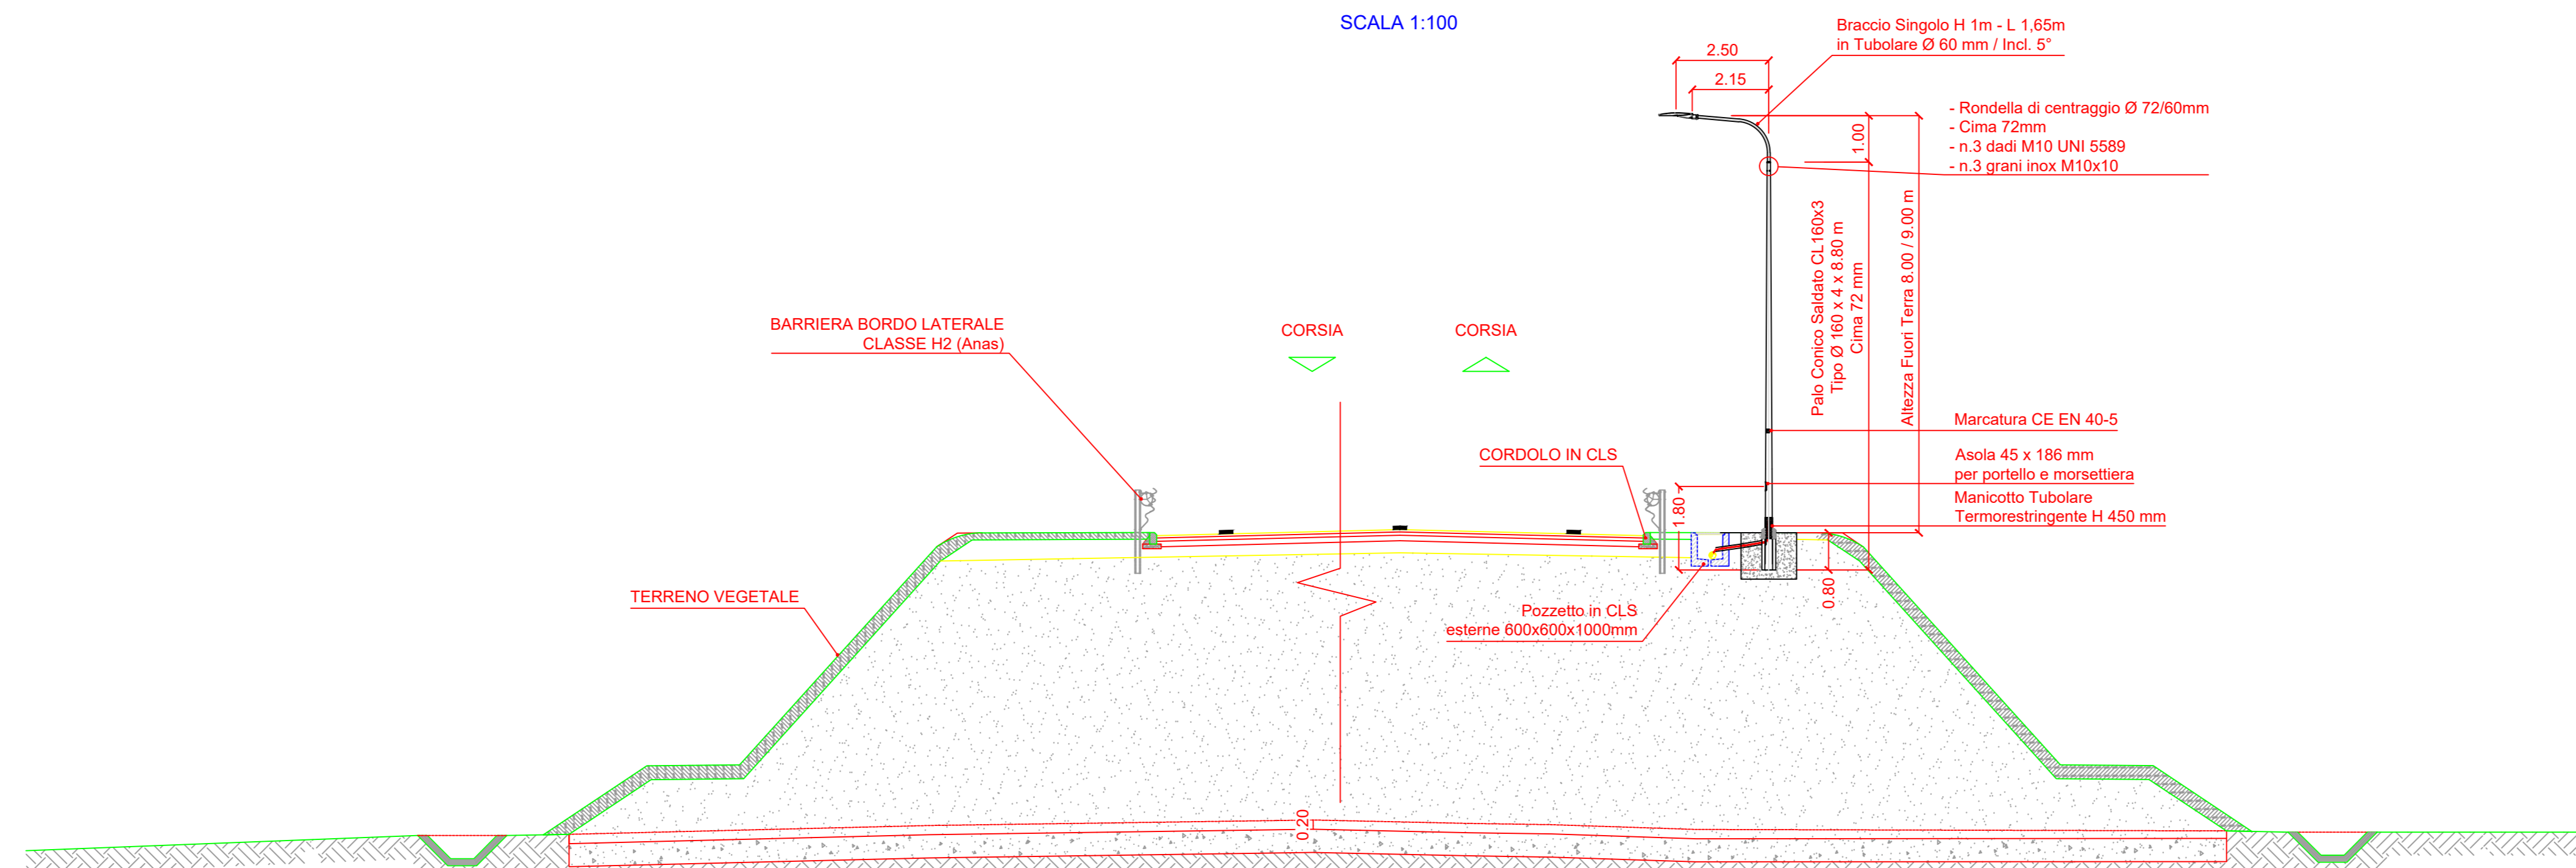 SCALA 1:100
Braccio Singolo H 1m - L 1,65m
in Tubolare Ø 60 mm / Incl. 5°
2.50
2.15
- Rondella di centraggio Ø 72/60mm
- Cima 72mm
- n.3 dadi M10 UNI 5589
- n.3 grani inox M10x10
1.00
Palo Conico Saldato CL160x3
Tipo Ø 160 x 4 x 8.80 m
Cima 72 mm
Altezza Fuori Terra 8.00 / 9.00 m
BARRIERA BORDO LATERALE
CLASSE H2 (Anas)
CORSIA
CORSIA
Marcatura CE EN 40-5
CORDOLO IN CLS
Asola 45 x 186 mm
per portello e morsettiera
Manicotto Tubolare
Termorestringente H 450 mm
1.80
0.80
TERRENO VEGETALE
Pozzetto in CLS
esterne 600x600x1000mm
0.20